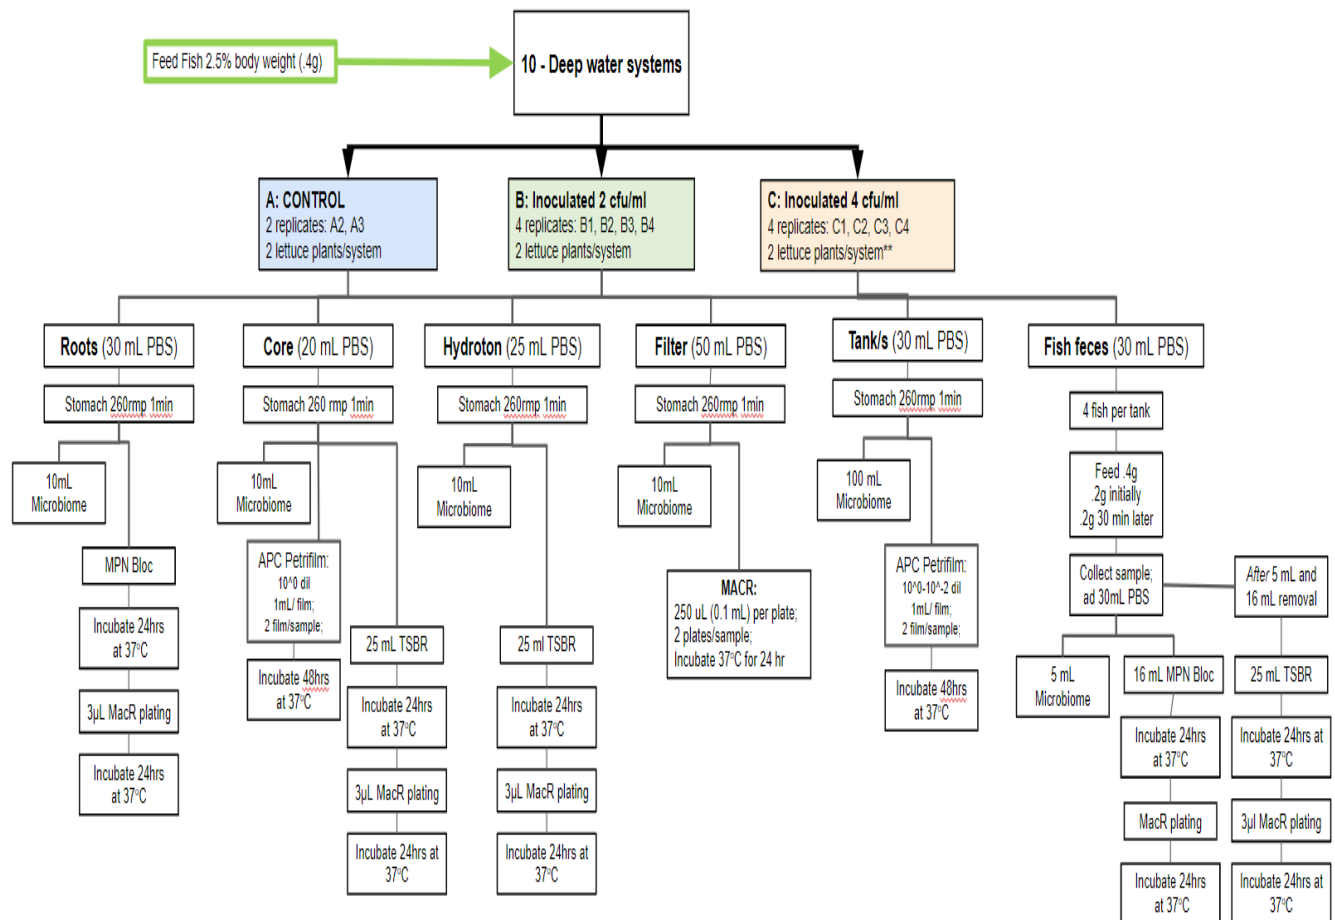 Feed Fish 2.5% body weight (.4g)
10 - Deep water systems
A: CONTROL
2 replicates: A2, A3
2 lettuce plants/system
B: Inoculated 2 cfu/ml
4 replicates: B1, B2, B3, B4
2 lettuce plants/system
C: Inoculated 4 cfu/ml
4 replicates: C1, C2, C3, C4
2 lettuce plants/system**
Roots (30 mL PBS)
Stomach 260rmp 1min
10mL
Microbiome
MPN Bloc
Incubate 24hrs
at 37°C
3µL MacR plating
Incubate 24hrs
at 37°C
Core (20 mL PBS)
Stomach 260 rmp 1min
10mL
Microbiome
APC Petrifilm:
10^0 dil
1mL/ film;
2 film/sample;
Incubate 48hrs
at 37°C
25 mL TSBR
Incubate 24hrs
at 37°C
3µL MacR plating
Incubate 24hrs at
37°C
Hydroton (25 mL PBS)
Stomach 260rmp 1min
10mL
Microbiome
25 ml TSBR
Incubate 24hrs
at 37°C
3µL MacR plating
Incubate 24hrs at
37°C
Filter (50 mL PBS)
Stomach 260rmp 1min
10mL
Microbiome
MACR:
250 uL (0.1 mL) per plate;
2 plates/sample;
Incubate 37°C for 24 hr
Tank/s (30 mL PBS)
Stomach 260rmp 1min
100 mL
Microbiome
APC Petrifilm:
10^0-10^-2 dil
1mL/ film;
2 film/sample;
Incubate 48hrs
at 37°C
Fish feces (30 mL PBS)
4 fish per tank
Feed .4g
.2g initially
.2g 30 min later
Collect sample;
ad 30mL PBS
5 mL
Microbiome
16 mL MPN Bloc
Incubate 24hrs
at 37°C
MacR plating
Incubate 24hrs
at 37°C
After 5 mL and
16 mL removal
25 mL TSBR
Incubate 24hrs at
37°C
3µl MacR plating
Incubate 24hrs at
37°C